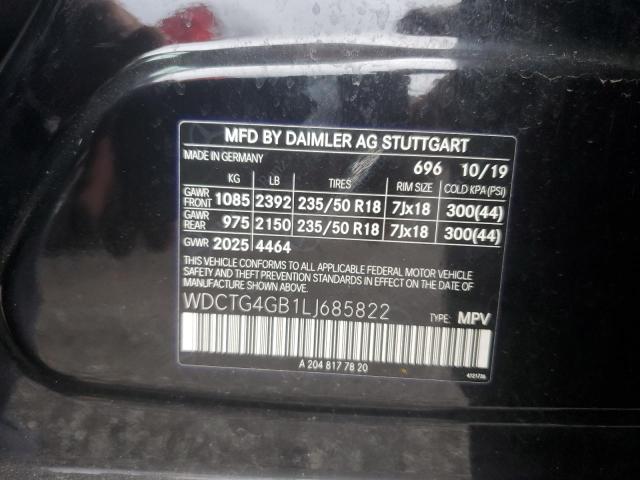 MFD BY DAIMLER AG STUTTGART
MADE IN GERMANY 696 10/19
KG LB TIRES RIM SIZE COLD KPA(PSI)
GAWR FRONT 1085 2392 235/50 R18 7Jx18 300(44)
GAWR REAR 975 2150 235/50 R18 7Jx18 300(44)
GVWR 2025 4464
THIS VEHICLE CONFORMS TO ALL APPLICABLE FEDERAL MOTOR VEHICLE
SAFETY AND THEFT PREVENTION STANDARDS IN EFFECT ON THE DATE
OF MANUFACTURE SHOWN ABOVE.
WDCTG4GB1LJ685822 TYPE: MPV
A 204 817 78 20